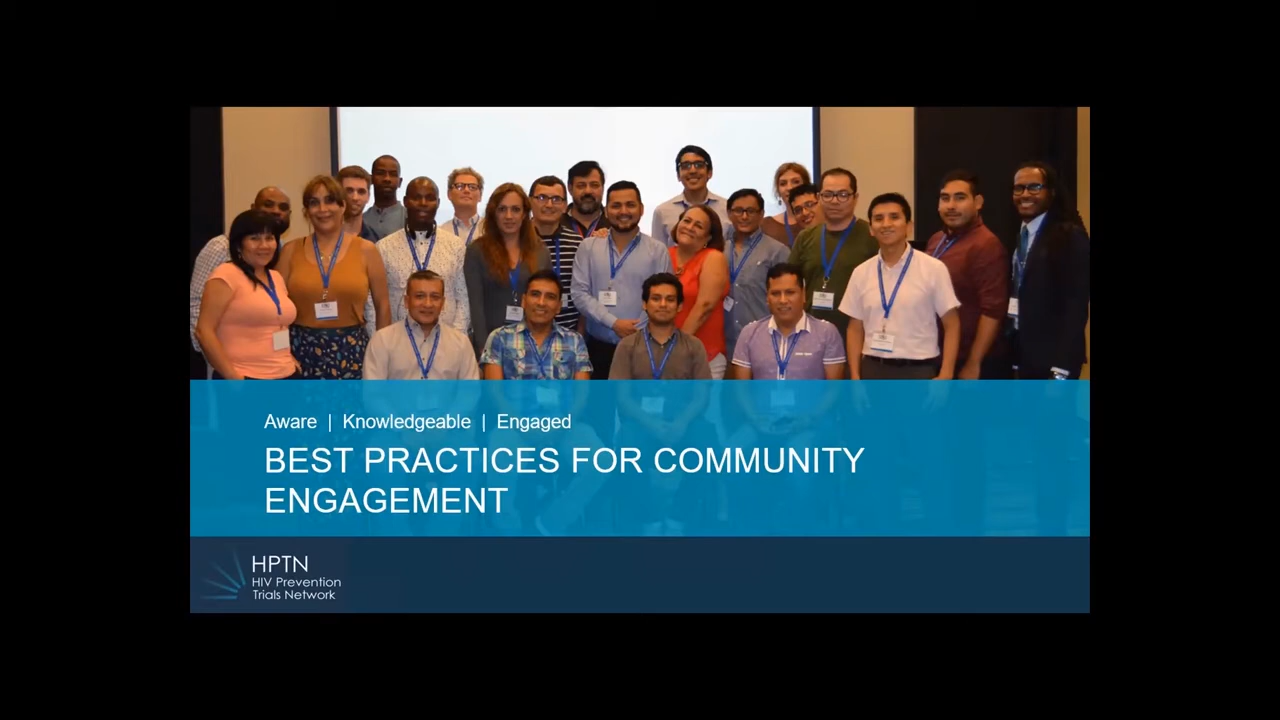 Aware | Knowledgeable | Engaged
BEST PRACTICES FOR COMMUNITY
ENGAGEMENT
HPTN
HIV Prevention
Trials Network